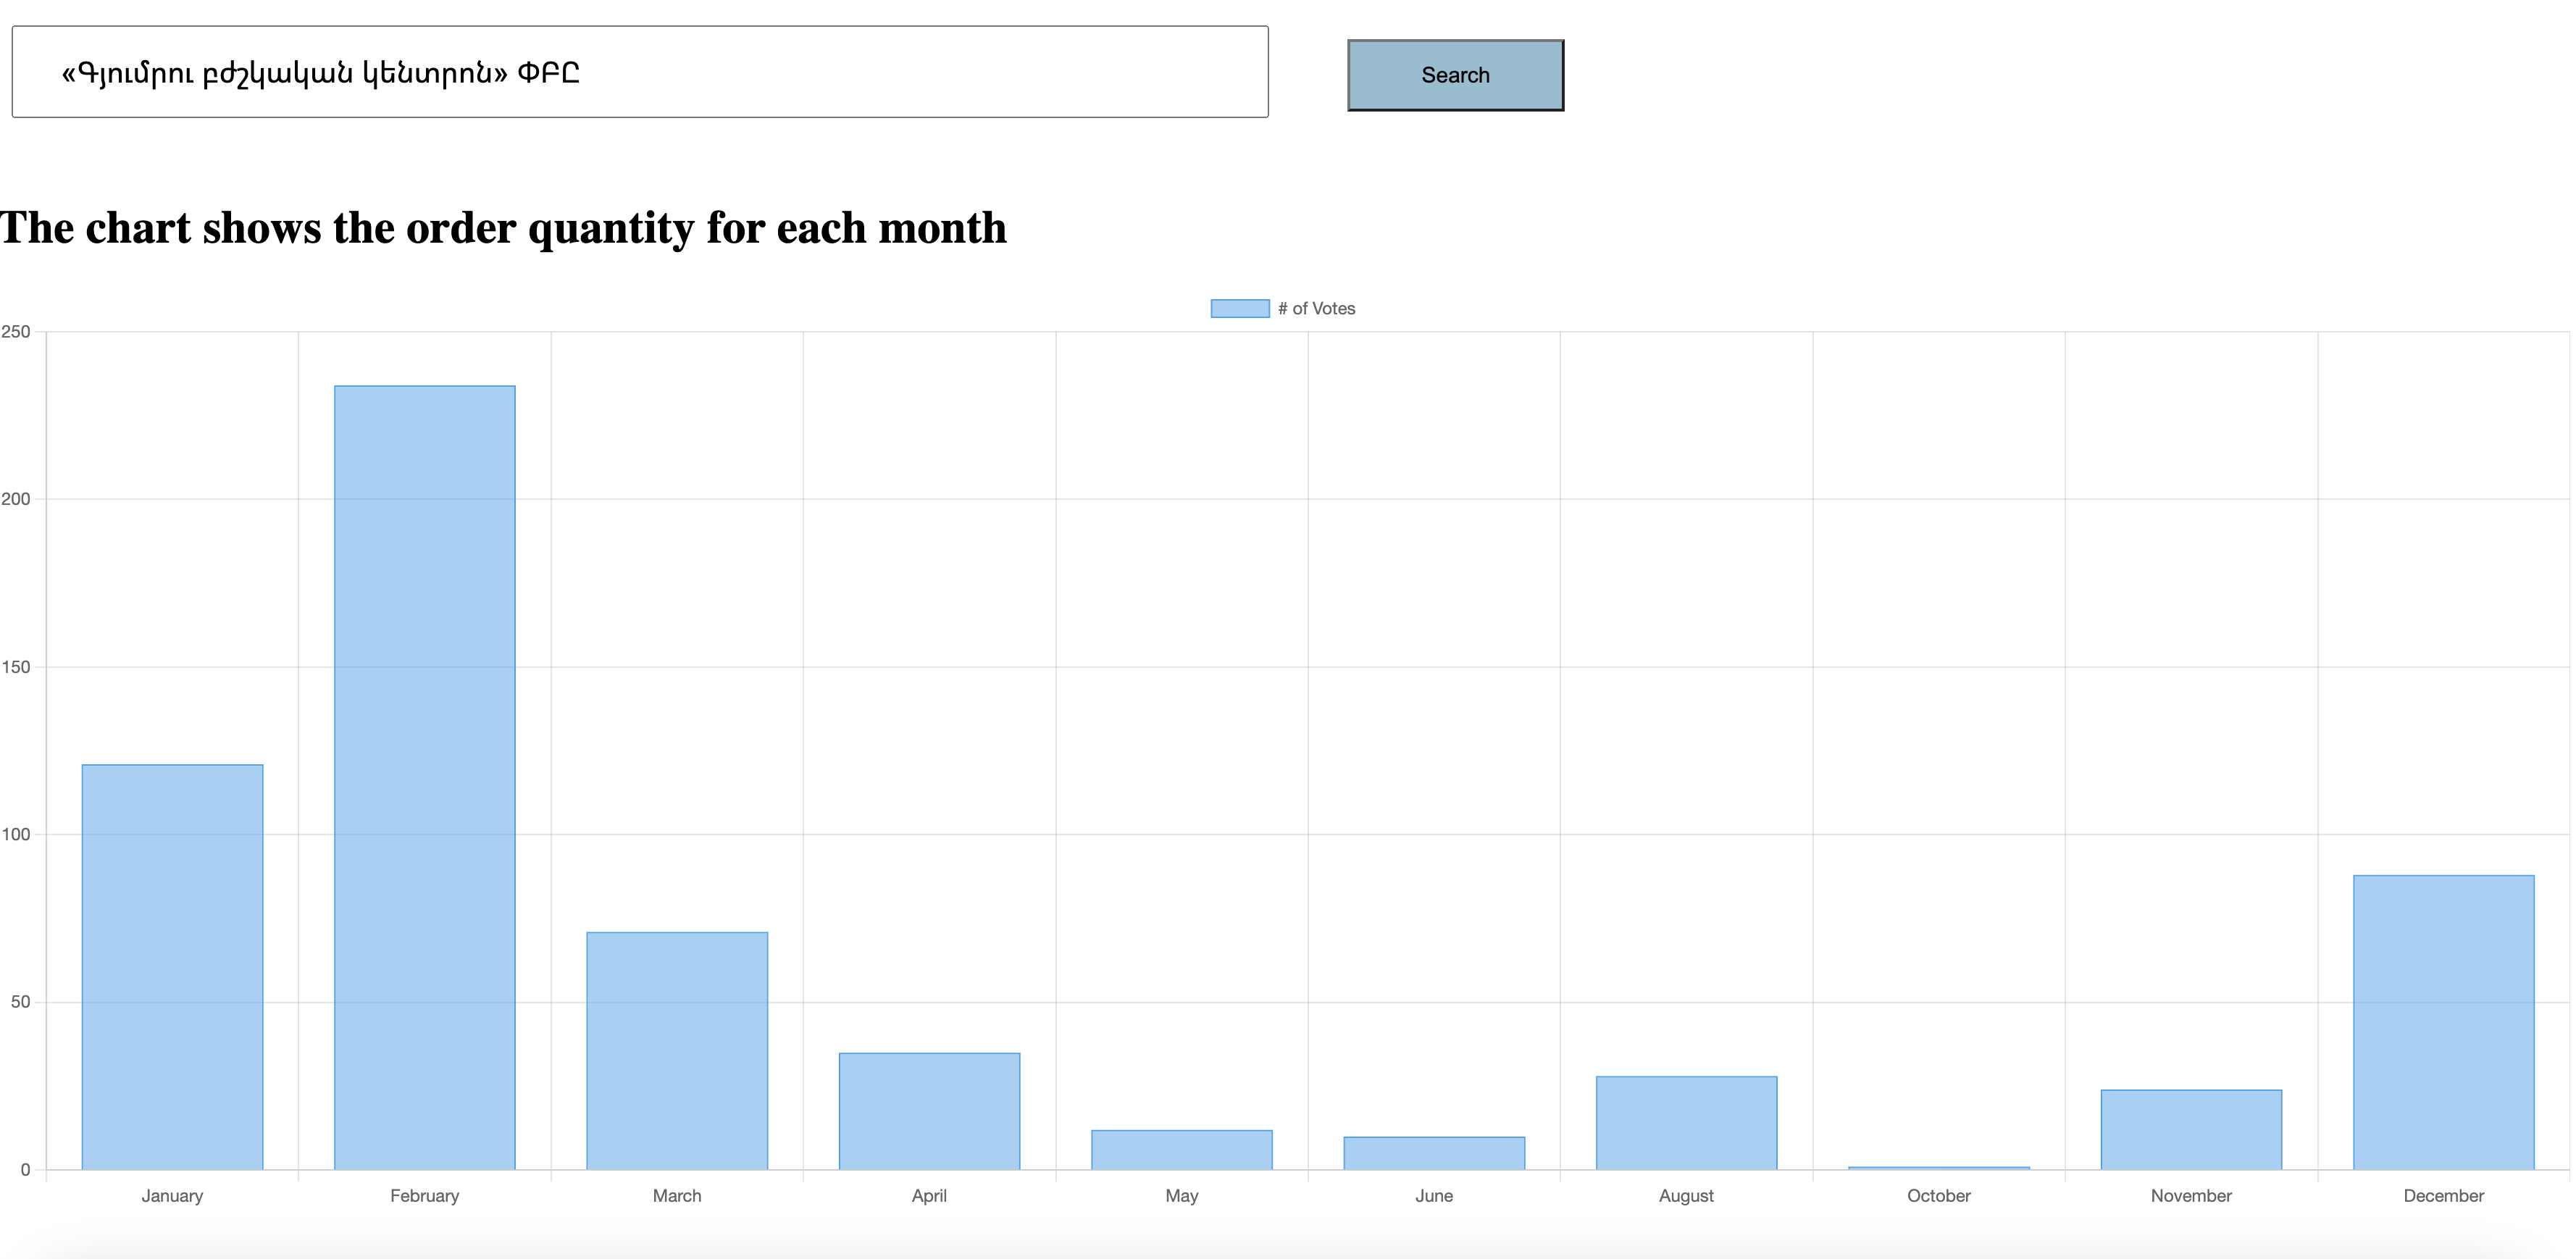 «Գյումրու բժշկական կենտրոն» ՓԲԸ
Search
The chart shows the order quantity for each month
# of Votes
250
200
150
100
50
0
January February March April May June August October November December